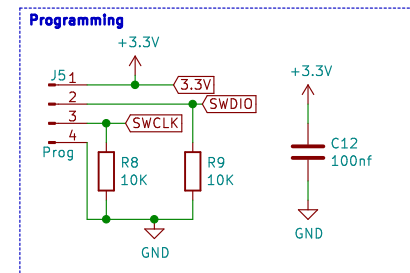 Programming
+3.3V
J5
1
3.3V
2
SWDIO
3
SWCLK
4
Prog
R8
10K
R9
10K
GND
+3.3V
C12
100nf
GND